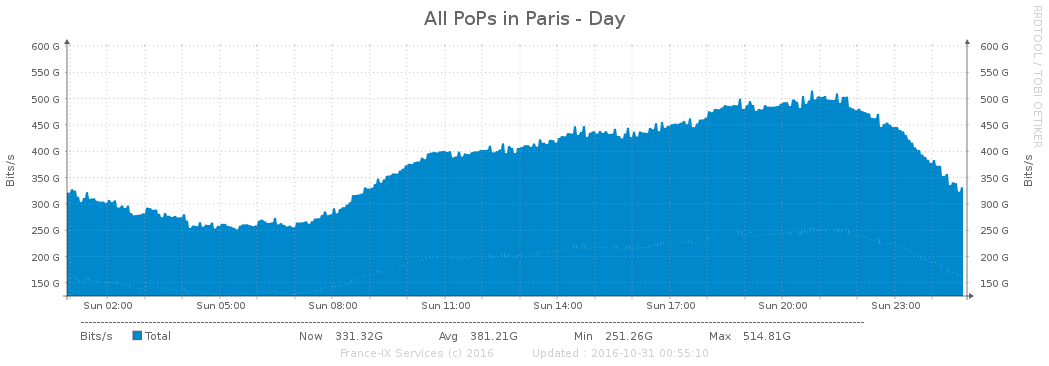 All PoPs in Paris - Day
RRDTOOL / TOBI OETIKER
Bits/s
600 G
550 G
500 G
450 G
400 G
350 G
300 G
250 G
200 G
150 G
600 G
550 G
500 G
450 G
400 G
350 G
300 G
250 G
200 G
150 G
Bits/s
Sun 02:00 Sun 05:00 Sun 08:00 Sun 11:00 Sun 14:00 Sun 17:00 Sun 20:00 Sun 23:00
Bits/s Total Now 331.32G Avg 381.21G Min 251.26G Max 514.81G
France-IX Services (c) 2016 Updated : 2016-10-31 00:55:10